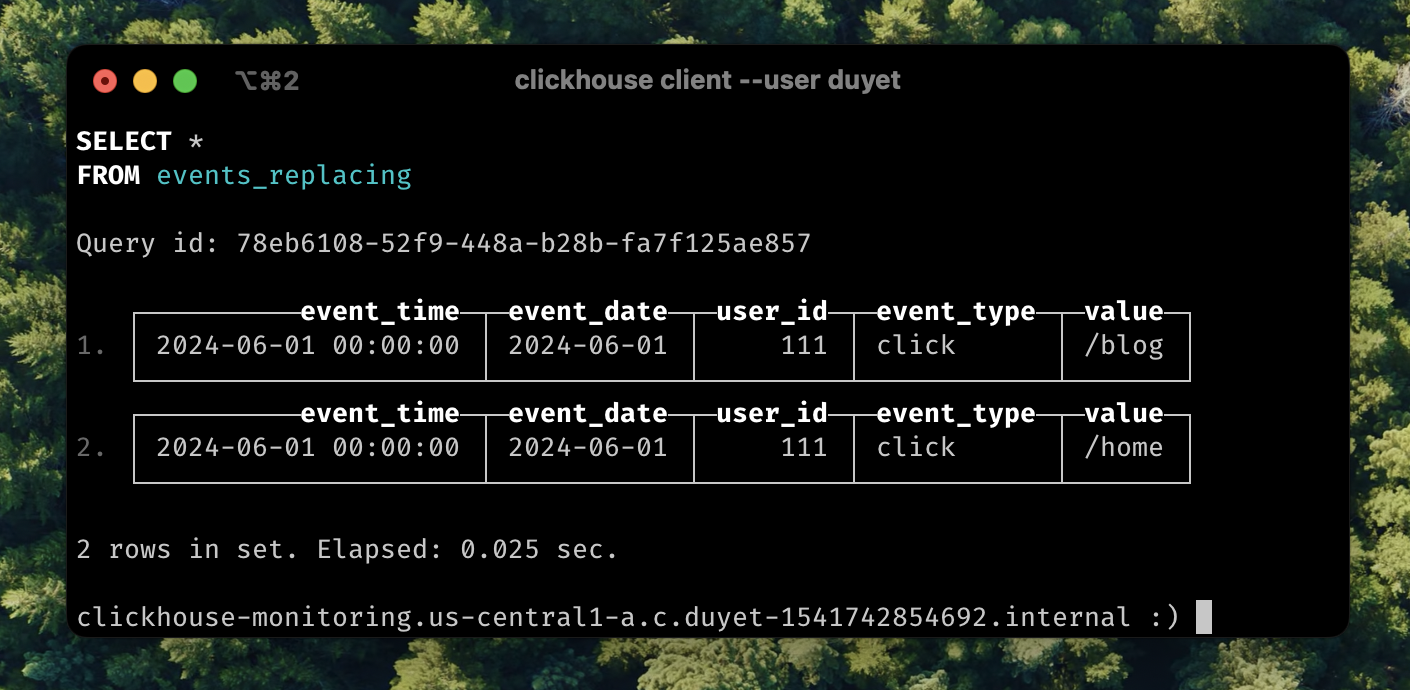 ⌥⌘2 clickhouse client --user duyet
SELECT *
FROM events_replacing
Query id: 78eb6108-52f9-448a-b28b-fa7f125ae857
event_time event_date user_id event_type value
1. 2024-06-01 00:00:00 2024-06-01 111 click /blog
event_time event_date user_id event_type value
2. 2024-06-01 00:00:00 2024-06-01 111 click /home
2 rows in set. Elapsed: 0.025 sec.
clickhouse-monitoring.us-central1-a.c.duyet-1541742854692.internal :)